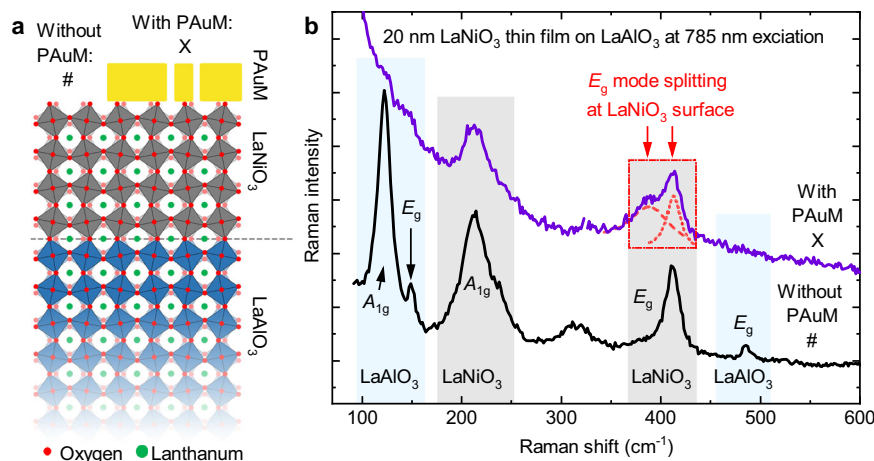 a
Without
PAuM:
#
With PAuM:
X
PAuM
LaNiO3
LaAlO3
Oxygen
Lanthanum
b
20 nm LaNiO3 thin film on LaAlO3 at 785 nm exciation
Eg mode splitting
at LaNiO3 surface
Raman intensity
With
PAuM
X
Without
PAuM
#
A1g
Eg
A1g
Eg
Eg
LaAlO3
LaNiO3
LaNiO3
LaAlO3
100
200
300
400
500
600
Raman shift (cm-1)